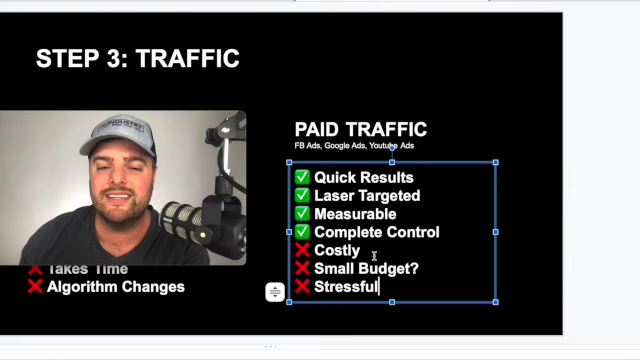 STEP 3: TRAFFIC
INDUSTRY
PAID TRAFFIC
FB Ads, Google Ads, Youtube Ads
✅ Quick Results
✅ Laser Targeted
✅ Measurable
✅ Complete Control
❌ Costly
❌ Small Budget?
❌ Stressful
❌ Takes Time
❌ Algorithm Changes